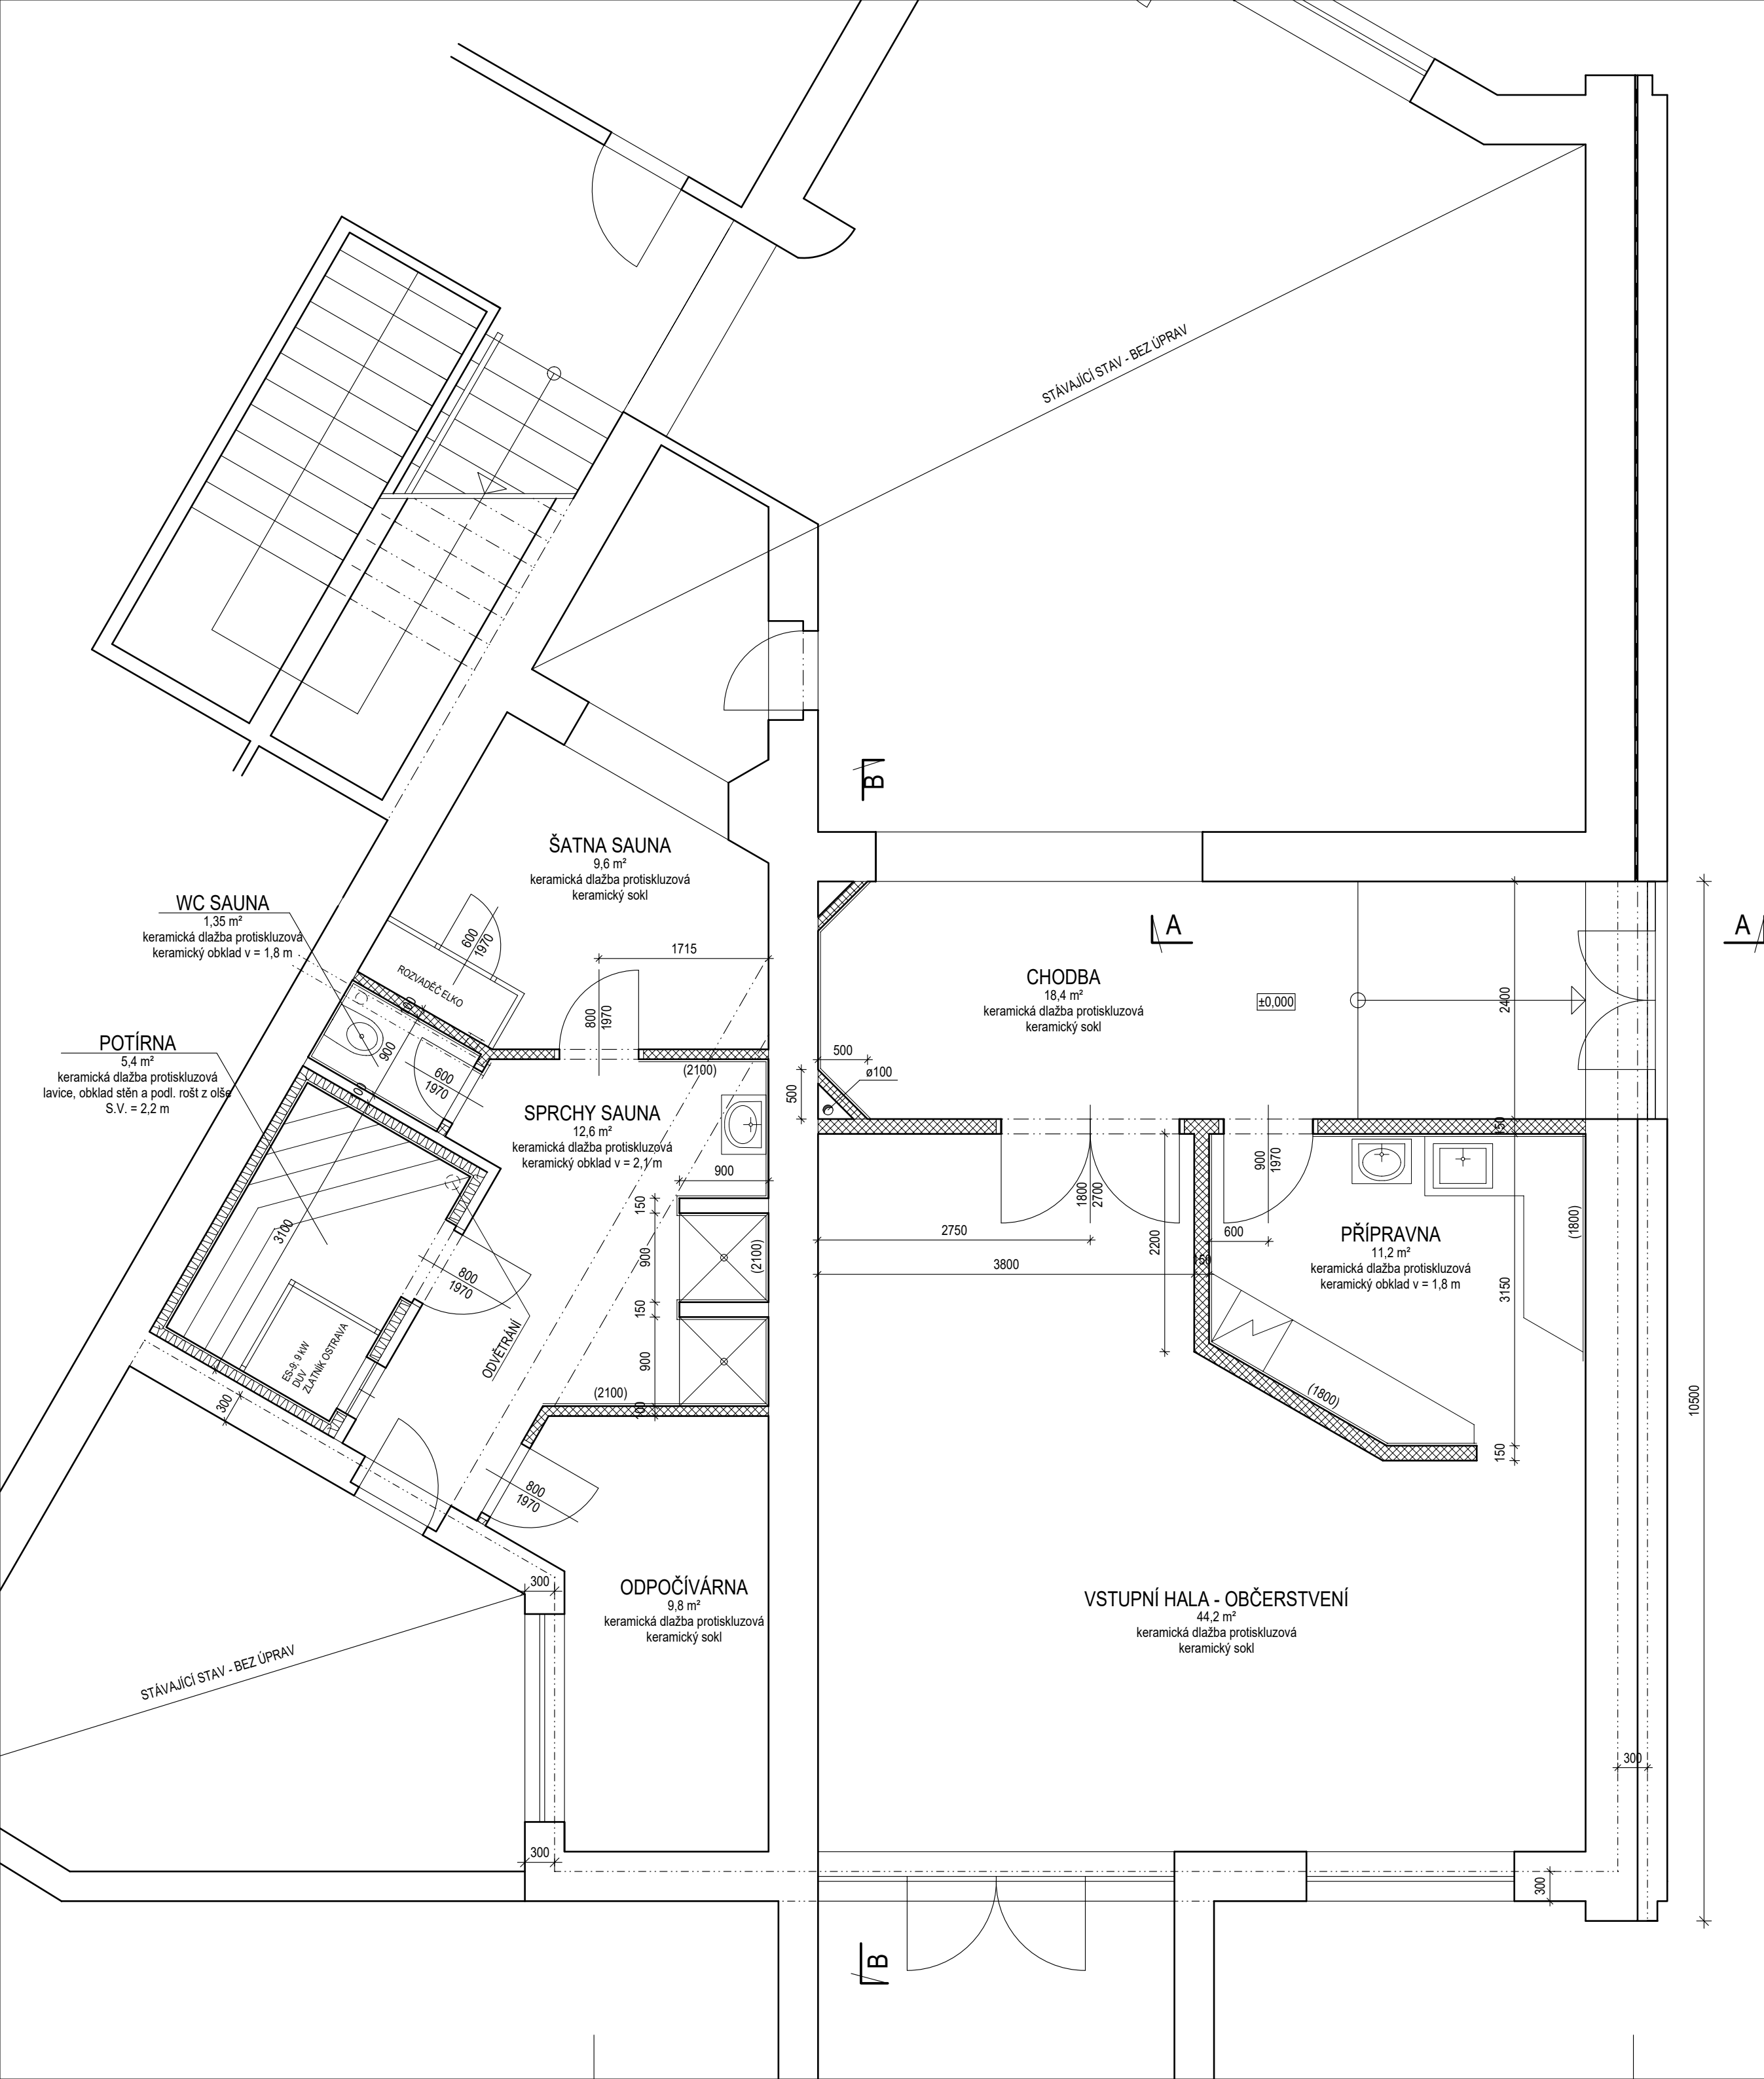 STÁVAJÍCÍ STAV - BEZ ÚPRAV
B
ŠATNA SAUNA
9,6 m²
keramická dlažba protiskluzová
keramický sokl
WC SAUNA
1,35 m²
keramická dlažba protiskluzová
keramický obklad v = 1,8 m
600
1970
ROZVADĚČ ELKO
1715
800
1970
A
A
CHODBA
18,4 m²
keramická dlažba protiskluzová
keramický sokl
±0,000
2400
POTÍRNA
5,4 m²
keramická dlažba protiskluzová
lavice, obklad stěn a podl. rošt z olše
S.V. = 2,2 m
900
600
1970
(2100)
500
ø100
500
SPRCHY SAUNA
12,6 m²
keramická dlažba protiskluzová
keramický obklad v = 2,1 m
900
150
900
(2100)
150
900
(2100)
100
3100
800
1970
ODVĚTRÁNÍ
ES-9; 9 kW
DUV
ZLATNÍK OSTRAVA
300
150
900
1970
1800
2700
2750
2200
600
3800
150
PŘÍPRAVNA
11,2 m²
keramická dlažba protiskluzová
keramický obklad v = 1,8 m
(1800)
3150
(1800)
150
10500
800
1970
300
ODPOČÍVÁRNA
9,8 m²
keramická dlažba protiskluzová
keramický sokl
VSTUPNÍ HALA - OBČERSTVENÍ
44,2 m²
keramická dlažba protiskluzová
keramický sokl
STÁVAJÍCÍ STAV - BEZ ÚPRAV
300
300
300
B